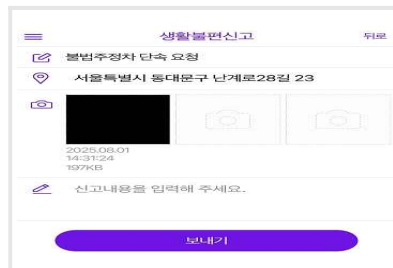 생활불편신고
뒤로
불법주정차 단속 요청
서울특별시 동대문구 난계로28길 23
2025.08.01
14:31:24
197KB
신고내용을 입력해 주세요.
보내기